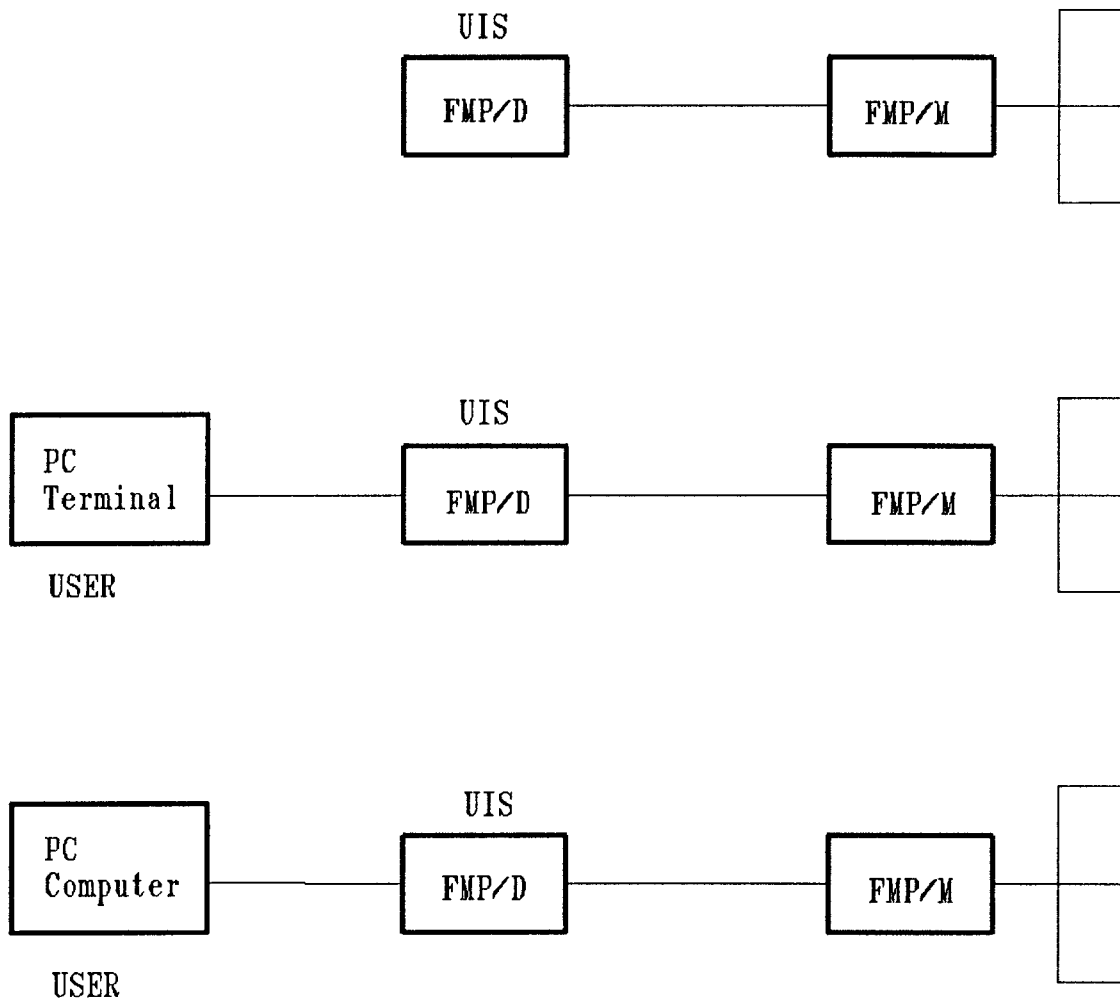 UIS
FMP/D
FMP/M
UIS
PC
Terminal
FMP/D
FMP/M
USER
UIS
PC
Computer
FMP/D
FMP/M
USER